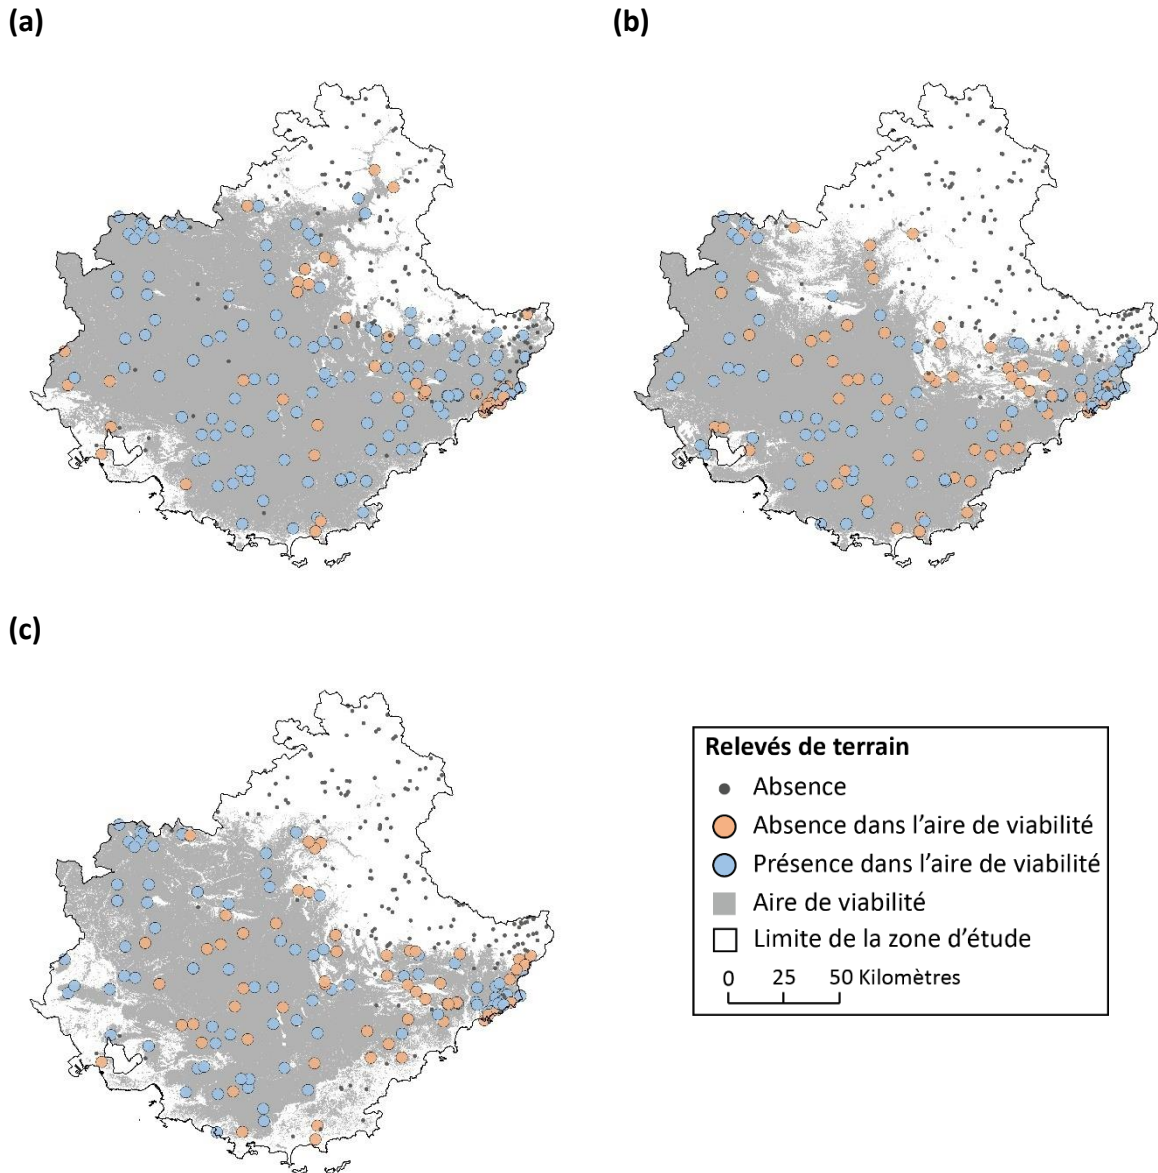 (a)
(b)
(c)
Relevés de terrain
Absence
Absence dans l’aire de viabilité
Présence dans l’aire de viabilité
Aire de viabilité
Limite de la zone d’étude
0 25 50 Kilomètres